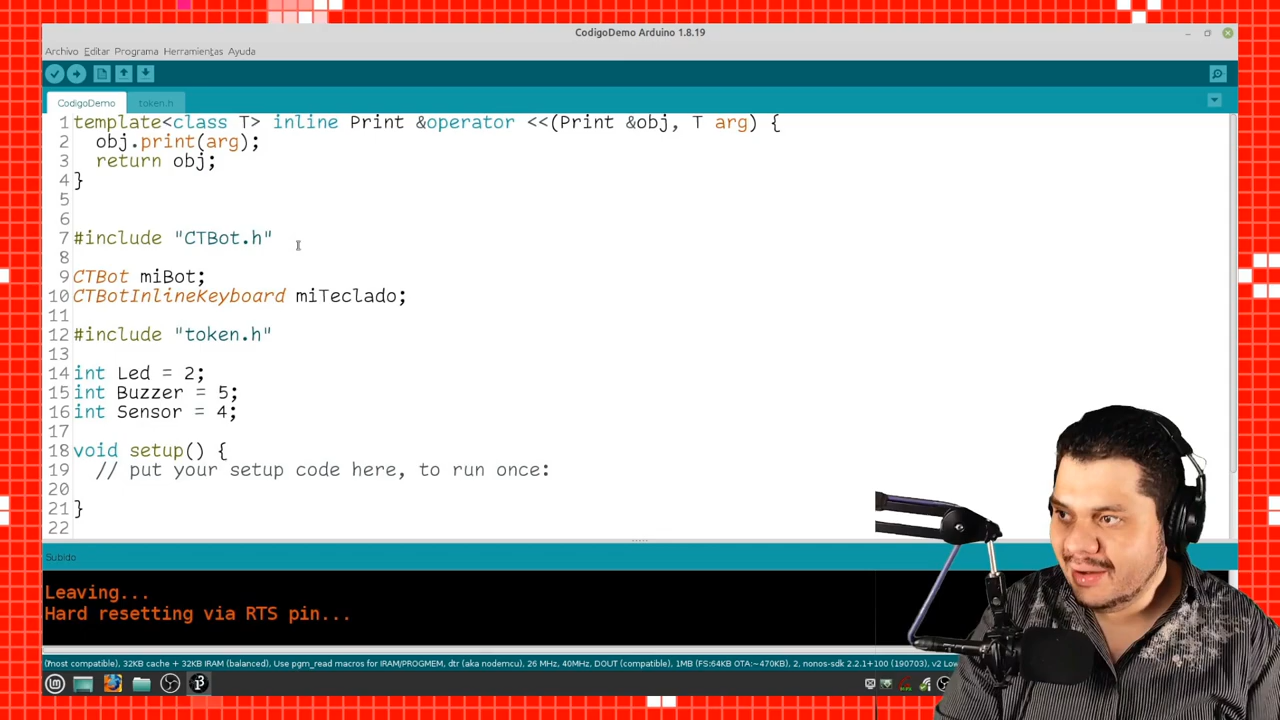 CodigoDemo Arduino 1.8.19
Archivo Editar Programa Herramientas Ayuda
CodigoDemo token.h
1 template<class T> inline Print &operator <<(Print &obj, T arg) {
2 obj.print(arg);
3 return obj;
4 }
5
6
7 #include "CTBot.h"
8
9 CTBot miBot;
10 CTBotInlineKeyboard miTeclado;
11
12 #include "token.h"
13
14 int Led = 2;
15 int Buzzer = 5;
16 int Sensor = 4;
17
18 void setup() {
19 // put your setup code here, to run once:
20
21 }
22
Subido
Leaving...
Hard resetting via RTS pin...
most compatible), 32KB cache + 32KB IRAM (balanced), Use pgm_read macros for IRAM/PROGMEM, dtr (aka nodemcu), 26 MHz, 40MHz, DOUT (compatible), 1MB (FS:64KB OTA:~470KB), 2, nonos-sdk 2.2.1+100 (190703), v2 Low